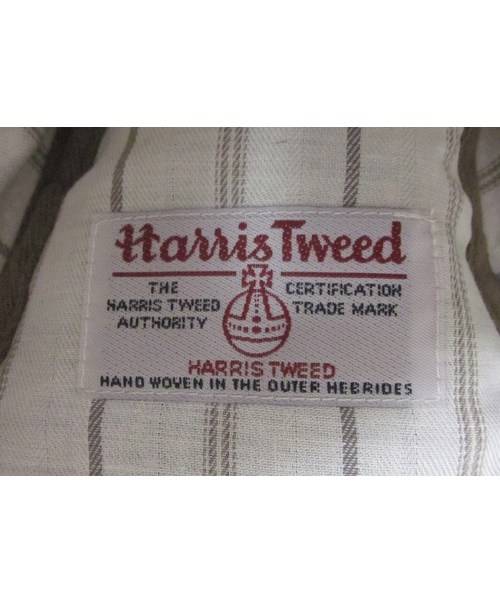 Harris Tweed
THE CERTIFICATION
HARRIS TWEED TRADE MARK
AUTHORITY
HARRIS TWEED
HAND WOVEN IN THE OUTER HEBRIDES